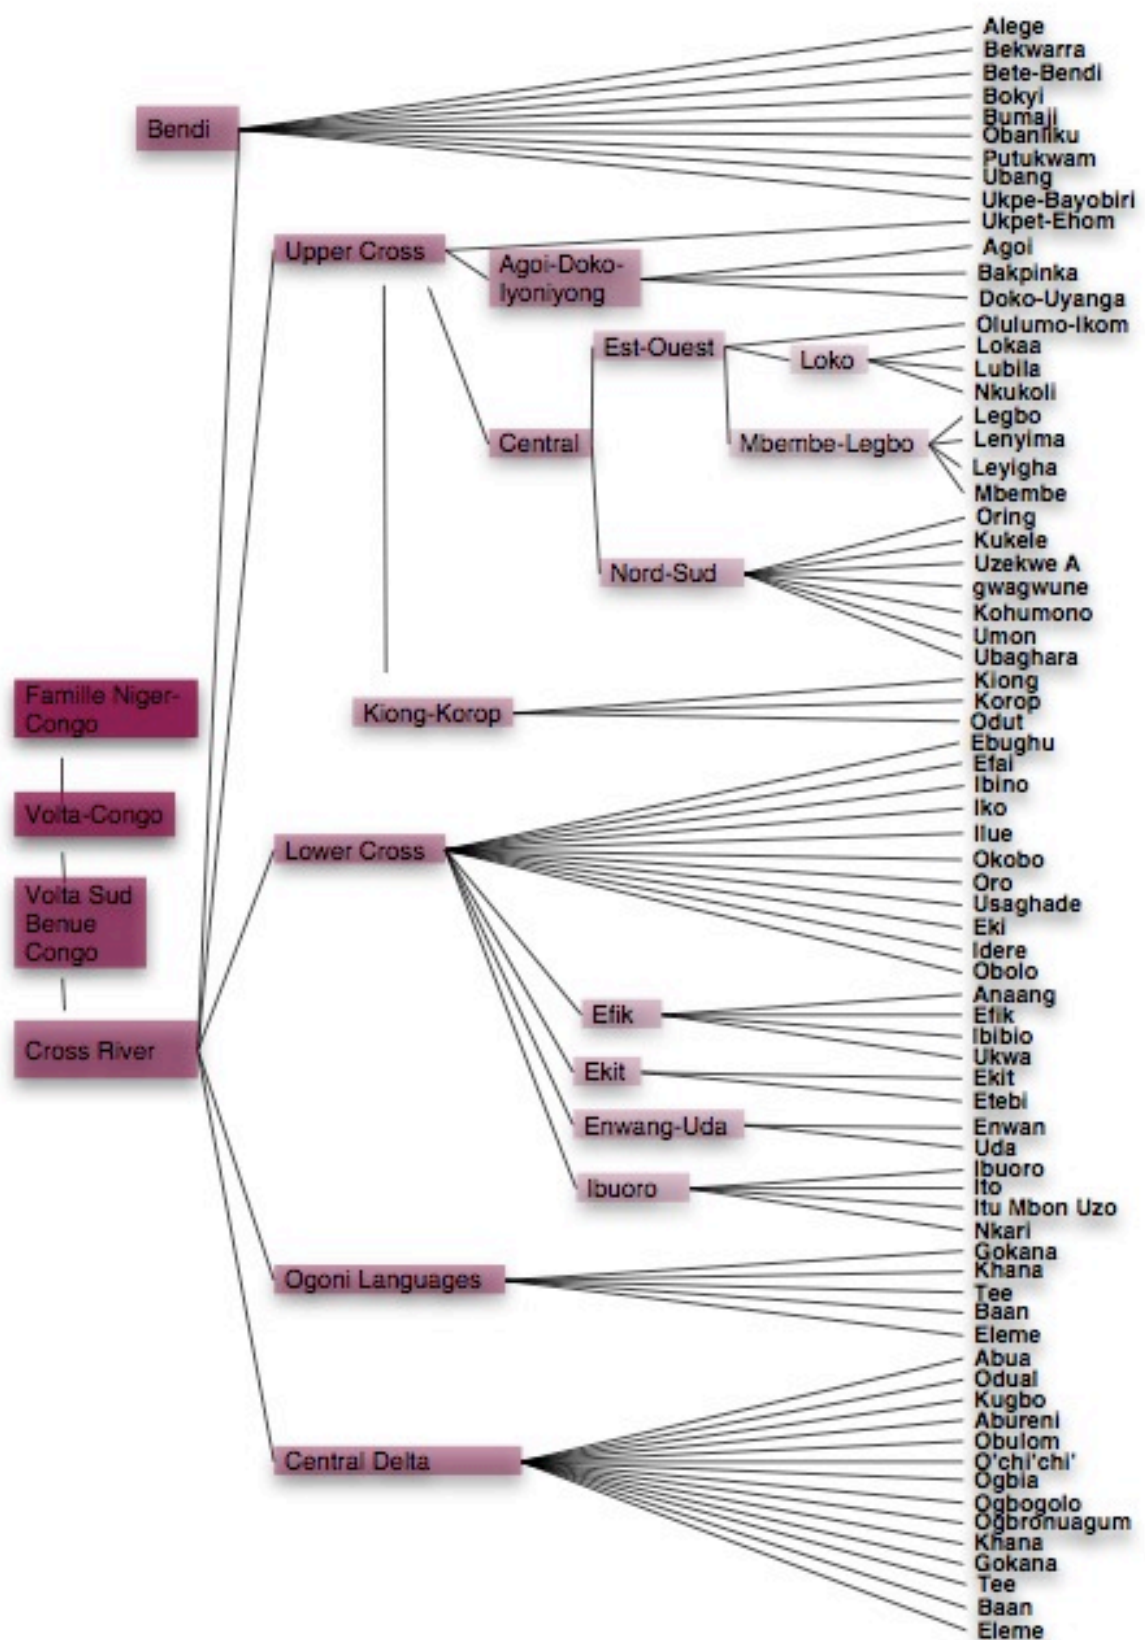 Alege
Bekwarra
Bete-Bendi
Bokyi
Bumaji
Obanliku
Putukwam
Ubang
Ukpe-Bayobiri
Bendi
Ukpet-Ehom
Upper Cross
Agoi-Doko-
Iyoniyong
Agoi
Bakpinka
Doko-Uyanga
Olulumo-Ikom
Est-Ouest
Loko
Lokaa
Lubila
Nkukoli
Central
Mbembe-Legbo
Legbo
Lenyima
Leyigha
Mbembe
Nord-Sud
Oring
Kukele
Uzekwe A
gwagwune
Kohumono
Umon
Ubaghara
Kiong-Korop
Kiong
Korop
Odut
Famille Niger-
Congo
Volta-Congo
Volta Sud
Benue
Congo
Cross River
Lower Cross
Ebughu
Efai
Ibino
Iko
Ilue
Okobo
Oro
Usaghade
Eki
Idere
Obolo
Efik
Anaang
Efik
Ibibio
Ukwa
Ekit
Ekit
Etebi
Enwang-Uda
Enwan
Uda
Ibuoro
Ibuoro
Ito
Itu Mbon Uzo
Nkari
Ogoni Languages
Gokana
Khana
Tee
Baan
Eleme
Central Delta
Abua
Odual
Kugbo
Abureni
Obulom
O'chi'chi'
Ogbia
Ogbogolo
Ogbronuagum
Khana
Gokana
Tee
Baan
Eleme